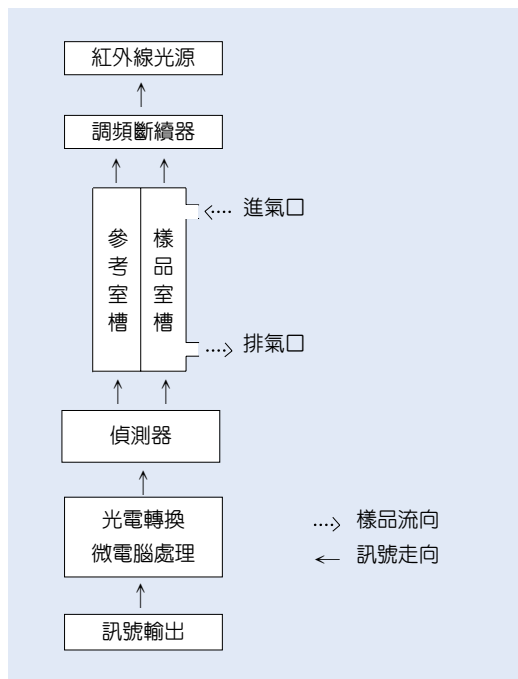 紅外線光源
調頻斷續器
參考室槽
樣品室槽
進氣口
排氣口
偵測器
光電轉換
微電腦處理
樣品流向
訊號走向
訊號輸出